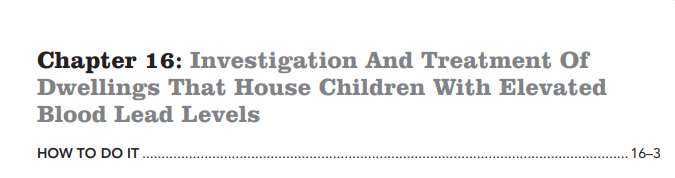 Chapter 16: Investigation And Treatment Of
Dwellings That House Children With Elevated
Blood Lead Levels
HOW TO DO IT ........................................................................................................................... 16–3